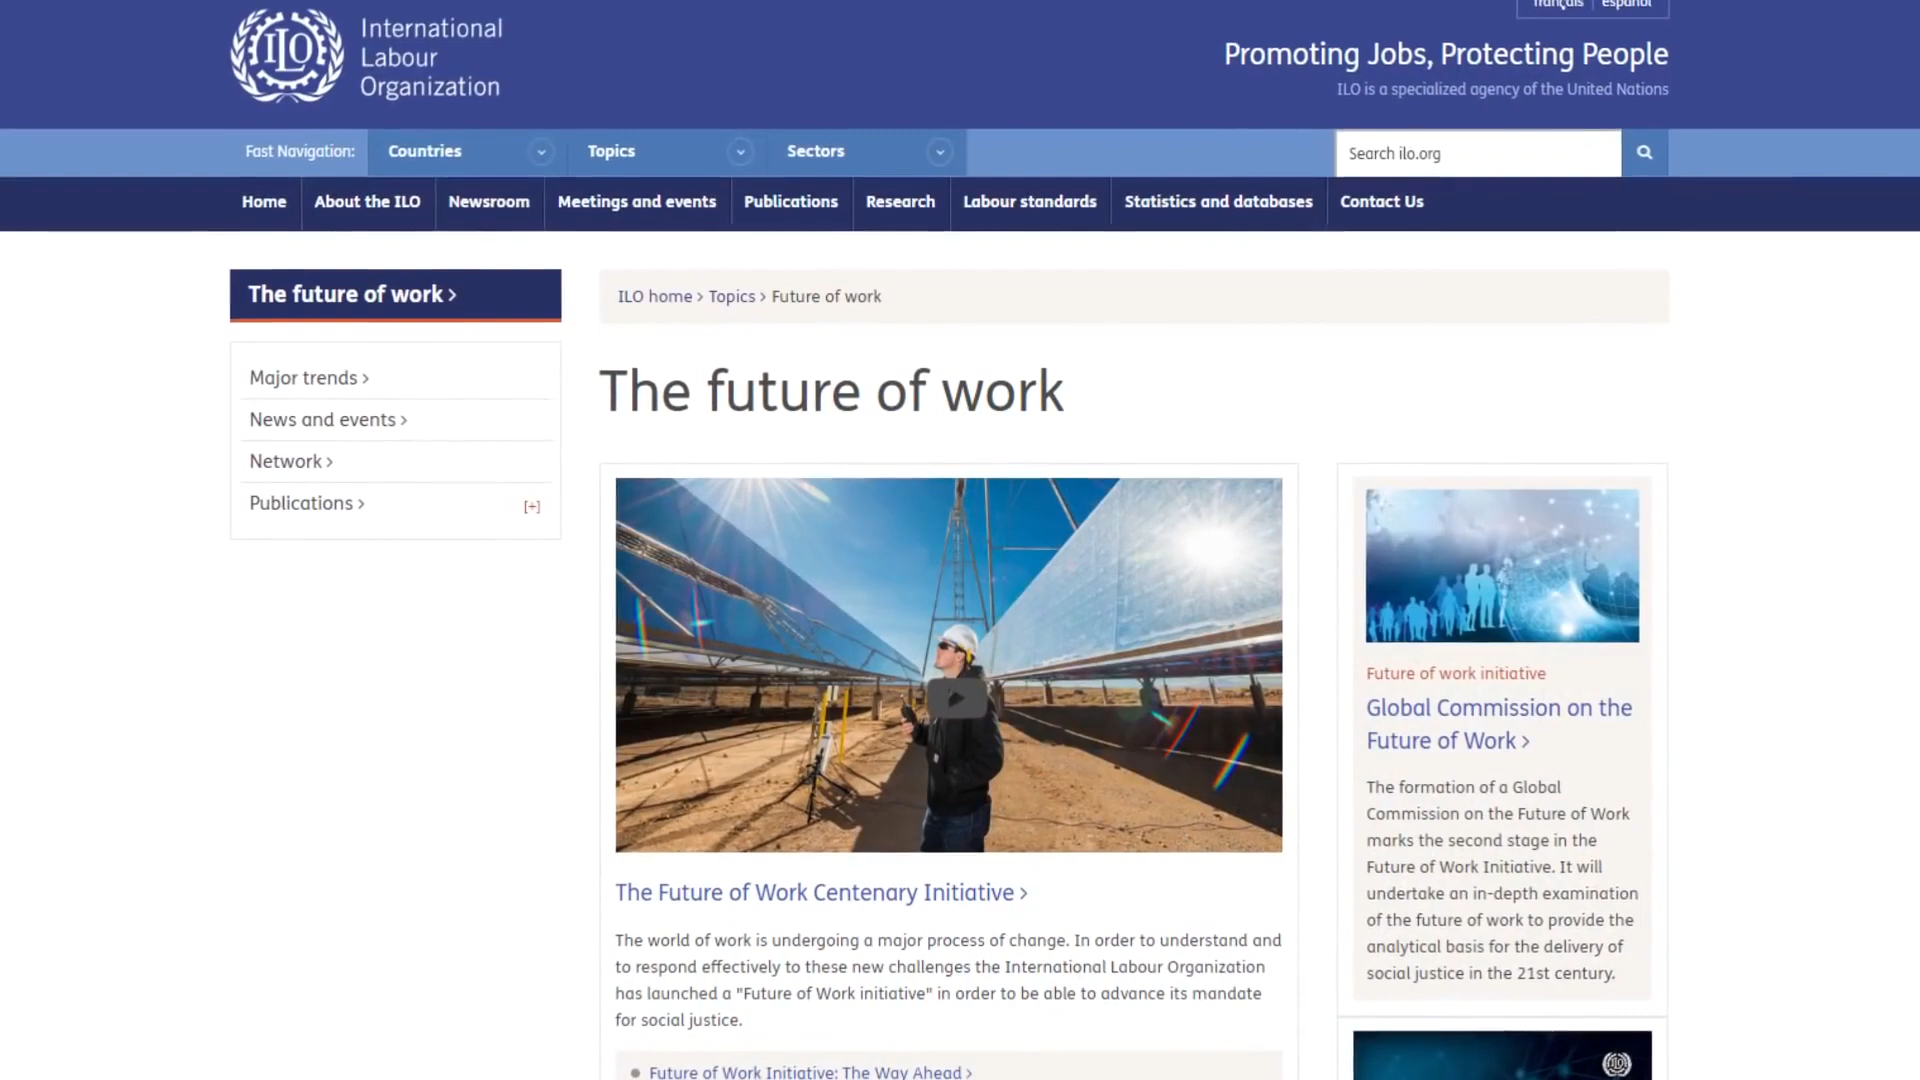 français
español
ILO
International
Labour
Organization
Promoting Jobs, Protecting People
ILO is a specialized agency of the United Nations
Fast Navigation:
Countries
Topics
Sectors
Search ilo.org
Home
About the ILO
Newsroom
Meetings and events
Publications
Research
Labour standards
Statistics and databases
Contact Us
The future of work >
Major trends >
News and events >
Network >
Publications >
[+]
ILO home > Topics > Future of work
The future of work
The Future of Work Centenary Initiative >
The world of work is undergoing a major process of change. In order to understand and
to respond effectively to these new challenges the International Labour Organization
has launched a "Future of Work initiative" in order to be able to advance its mandate
for social justice.
Future of Work Initiative: The Way Ahead >
Future of work initiative
Global Commission on the
Future of Work >
The formation of a Global
Commission on the Future of Work
marks the second stage in the
Future of Work Initiative. It will
undertake an in-depth examination
of the future of work to provide the
analytical basis for the delivery of
social justice in the 21st century.
ILO